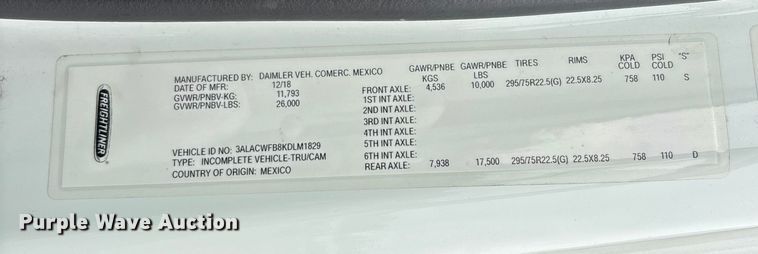 FREIGHTLINER
MANUFACTURED BY: DAIMLER VEH. COMERC. MEXICO
DATE OF MFR: 12/18
GVWR/PNBV-KG: 11,793
GVWR/PNBV-LBS: 26,000
VEHICLE ID NO: 3ALACWFB8KDLM1829
TYPE: INCOMPLETE VEHICLE-TRU/CAM
COUNTRY OF ORIGIN: MEXICO
GAWR/PNBE KGS GAWR/PNBE LBS TIRES RIMS KPA COLD PSI COLD "S"
FRONT AXLE: 4,536 10,000 295/75R22.5(G) 22.5X8.25 758 110 S
1ST INT AXLE:
2ND INT AXLE:
3RD INT AXLE:
4TH INT AXLE:
5TH INT AXLE:
6TH INT AXLE:
REAR AXLE: 7,938 17,500 295/75R22.5(G) 22.5X8.25 758 110 D
Purple Wave Auction